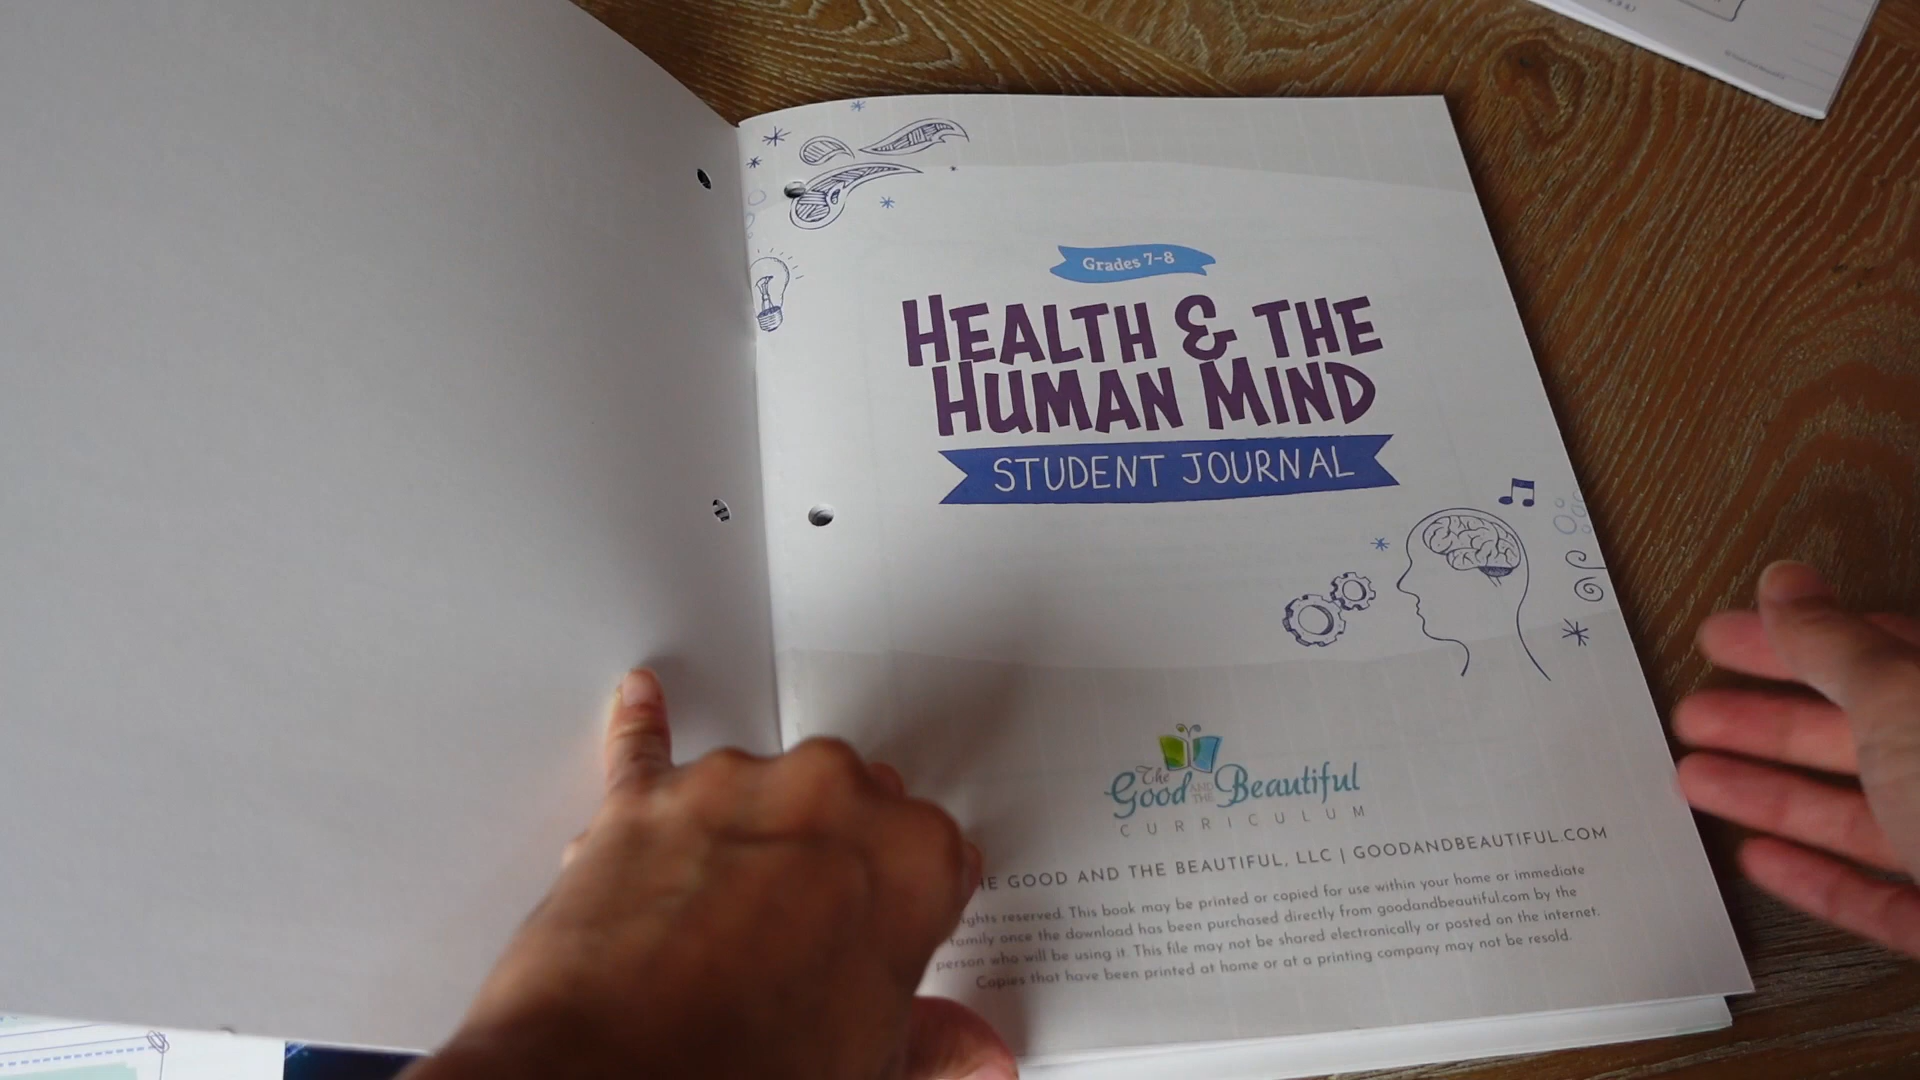 Grades 7-8
HEALTH & THE
HUMAN MIND
STUDENT JOURNAL
The
Good AND THE Beautiful
CURRICULUM
GOOD AND THE BEAUTIFUL, LLC | GOODANDBEAUTIFUL.COM
reserved. This book may be printed or copied for use within your home or immediate
family once the download has been purchased directly from goodandbeautiful.com by the
person who will be using it. This file may not be shared electronically or posted on the internet.
Copies that have been printed at home or at a printing company may not be resold.